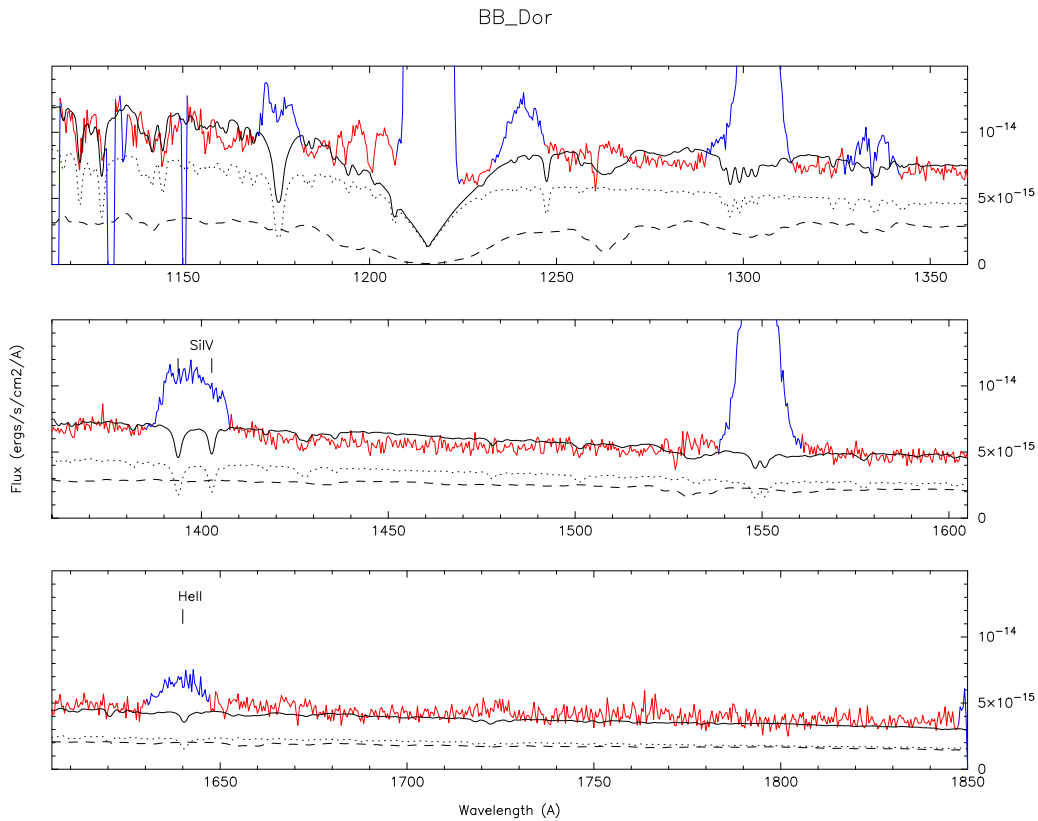 BB_Dor
10⁻¹⁴
5×10⁻¹⁵
0
1150 1200 1250 1300 1350
SiIV
10⁻¹⁴
5×10⁻¹⁵
0
1400 1450 1500 1550 1600
Flux (ergs/s/cm2/A)
HeII
10⁻¹⁴
5×10⁻¹⁵
0
1650 1700 1750 1800 1850
Wavelength (A)